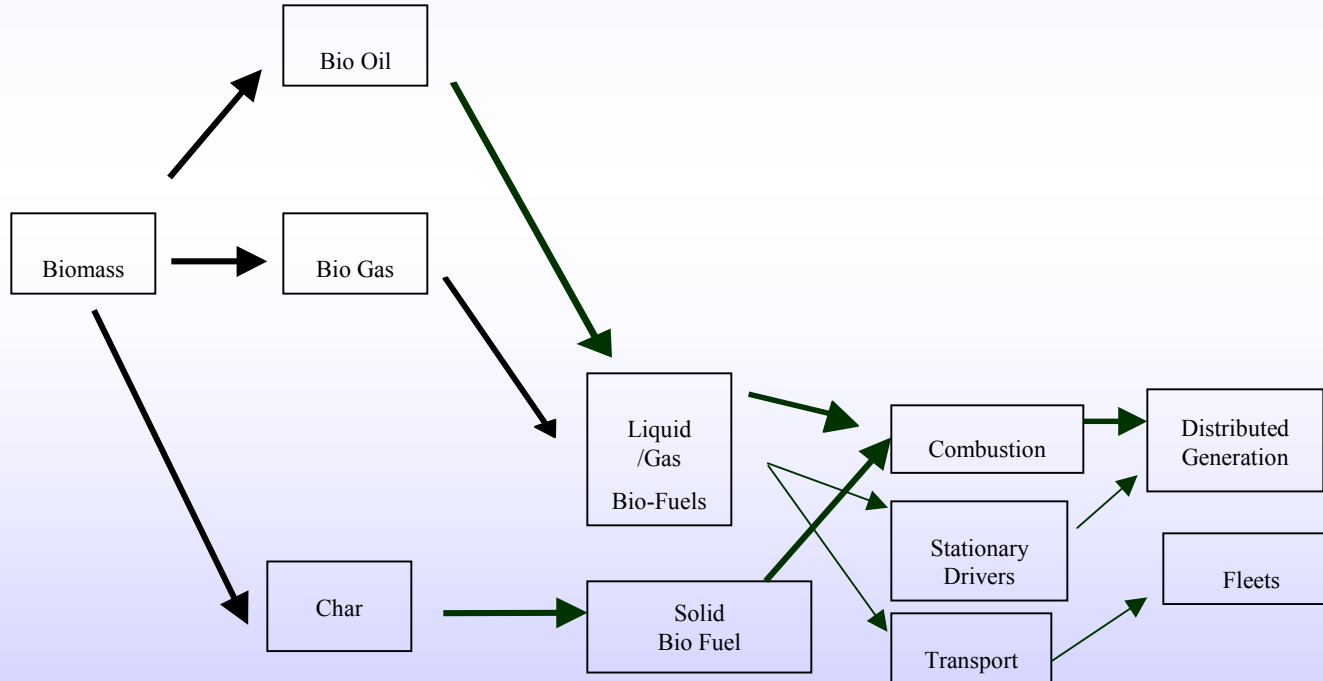 Bio Oil
Biomass
Bio Gas
Liquid
/Gas
Bio-Fuels
Combustion
Distributed
Generation
Stationary
Drivers
Fleets
Char
Solid
Bio Fuel
Transport